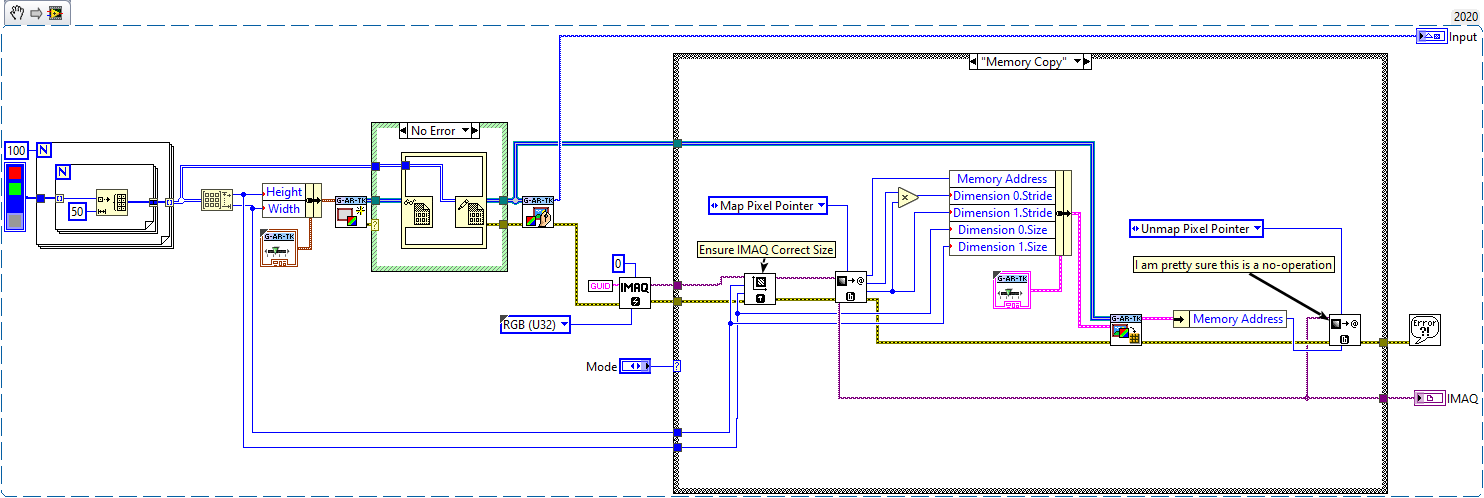 2020
Input
"Memory Copy"
100
N
N
50
No Error
Height
Width
G-AR-TK
G-AR-TK
G-AR-TK
?
Memory Address
Dimension 0.Stride
Dimension 1.Stride
Dimension 0.Size
Dimension 1.Size
×
Map Pixel Pointer
Unmap Pixel Pointer
Ensure IMAQ Correct Size
I am pretty sure this is a no-operation
0
GUID
IMAQ
G-AR-TK
G-AR-TK
Memory Address
Error
?!
RGB (U32)
Mode
?
IMAQ